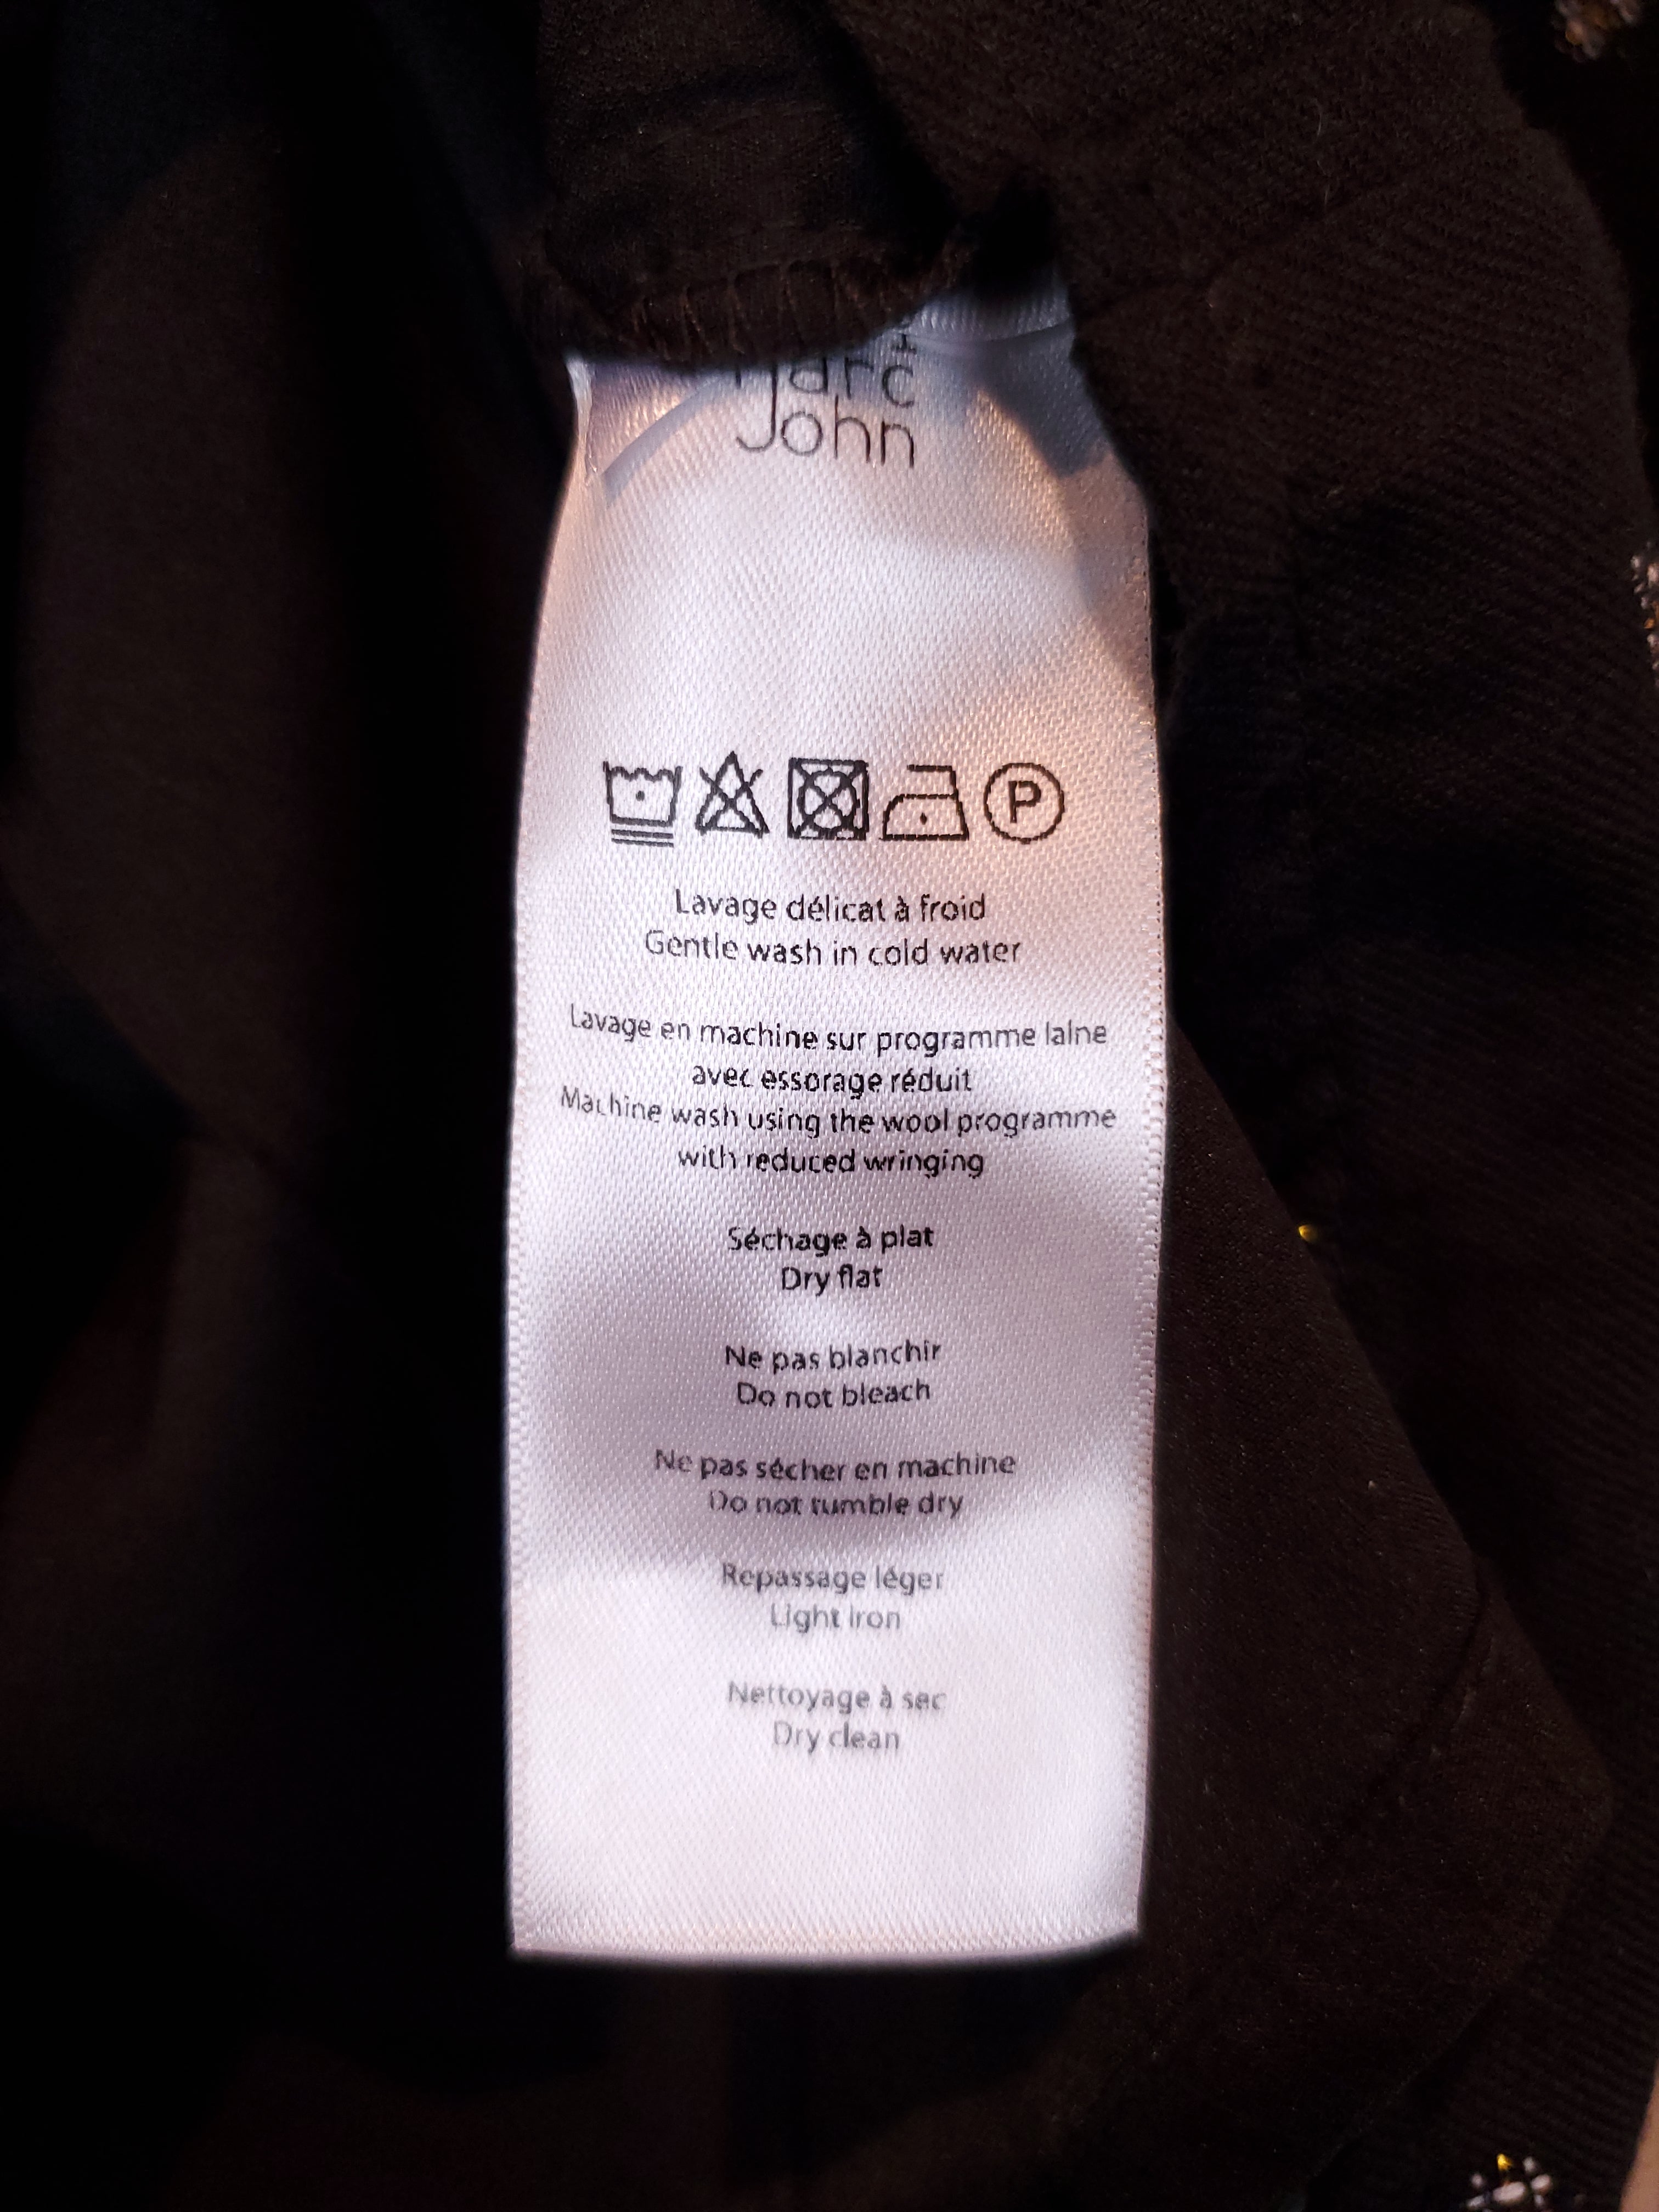 John
P
Lavage délicat à froid
Gentle wash in cold water
Lavage en machine sur programme laine
avec essorage réduit
Machine wash using the wool programme
with reduced wringing
Séchage à plat
Dry flat
Ne pas blanchir
Do not bleach
Ne pas sécher en machine
Do not tumble dry
Repassage léger
Light iron
Nettoyage à sec
Dry clean